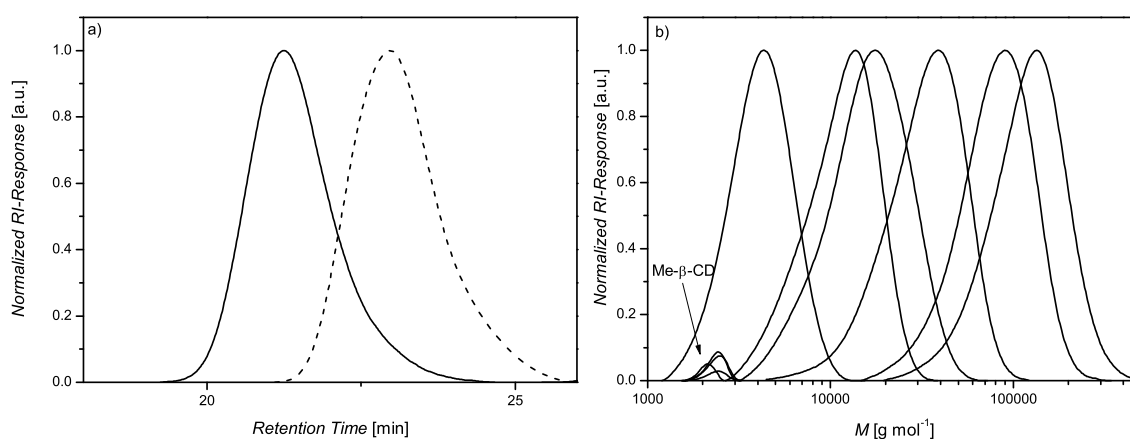 a)
Normalized RI-Response [a.u.]
1.0
0.8
0.6
0.4
0.2
0.0
20
25
Retention Time [min]
b)
Normalized RI-Response [a.u.]
1.0
0.8
0.6
0.4
0.2
0.0
Me-β-CD
1000
10000
100000
M [g mol⁻¹]